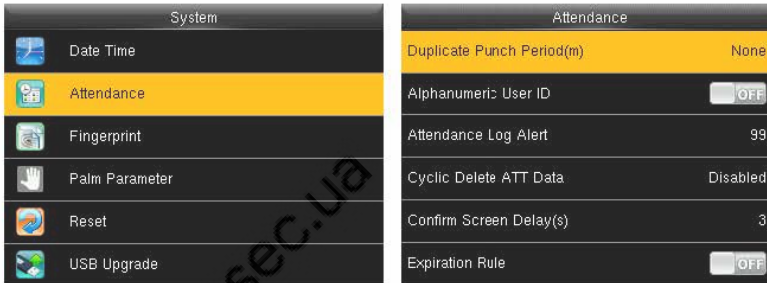 System
Date Time
Attendance
Fingerprint
Palm Parameter
Reset
USB Upgrade
Attendance
Duplicate Punch Period(m) None
Alphanumeric User ID OFF
Attendance Log Alert 99
Cyclic Delete ATT Data Disabled
Confirm Screen Delay(s) 3
Expiration Rule OFF
sec.ua